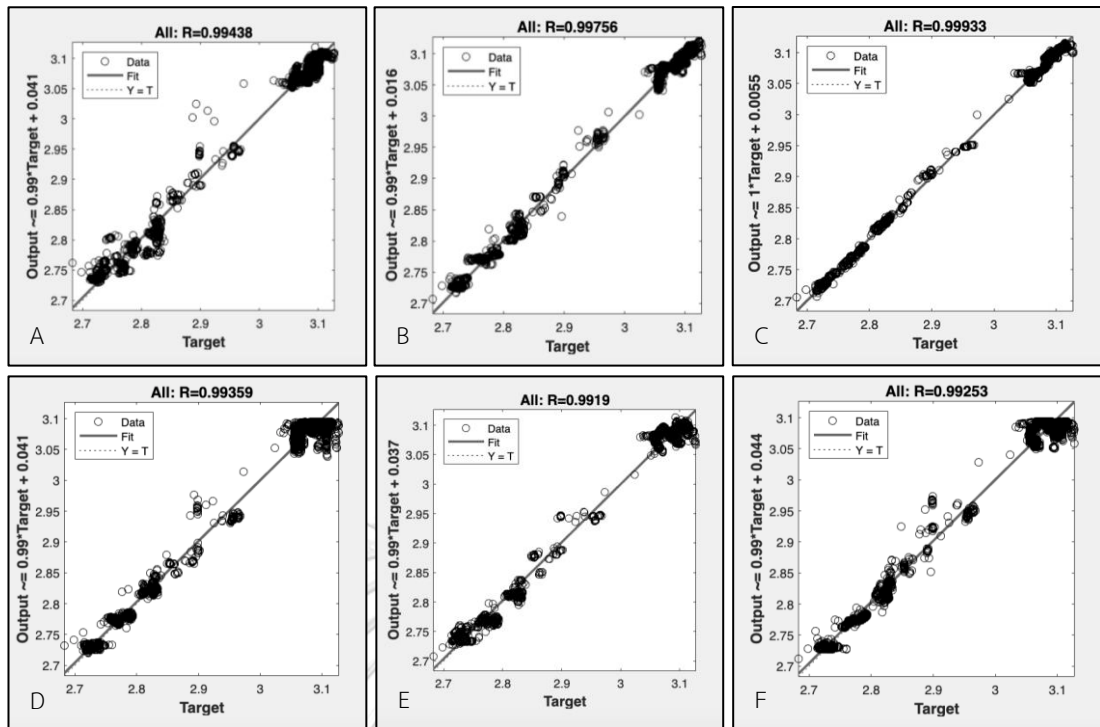 All: R=0.99438
Output ~= 0.99*Target + 0.041
3.1
3.05
3
2.95
2.9
2.85
2.8
2.75
2.7
Data
Fit
Y = T
2.7 2.8 2.9 3 3.1
Target
A
All: R=0.99756
Output ~= 0.99*Target + 0.016
3.1
3.05
3
2.95
2.9
2.85
2.8
2.75
2.7
Data
Fit
Y = T
2.7 2.8 2.9 3 3.1
Target
B
All: R=0.99933
Output ~= 1*Target + 0.0055
3.1
3.05
3
2.95
2.9
2.85
2.8
2.75
2.7
Data
Fit
Y = T
2.7 2.8 2.9 3 3.1
Target
C
All: R=0.99359
Output ~= 0.99*Target + 0.041
3.1
3.05
3
2.95
2.9
2.85
2.8
2.75
2.7
Data
Fit
Y = T
2.7 2.8 2.9 3 3.1
Target
D
All: R=0.9919
Output ~= 0.99*Target + 0.037
3.1
3.05
3
2.95
2.9
2.85
2.8
2.75
2.7
Data
Fit
Y = T
2.7 2.8 2.9 3 3.1
Target
E
All: R=0.99253
Output ~= 0.99*Target + 0.044
3.1
3.05
3
2.95
2.9
2.85
2.8
2.75
2.7
Data
Fit
Y = T
2.7 2.8 2.9 3 3.1
Target
F